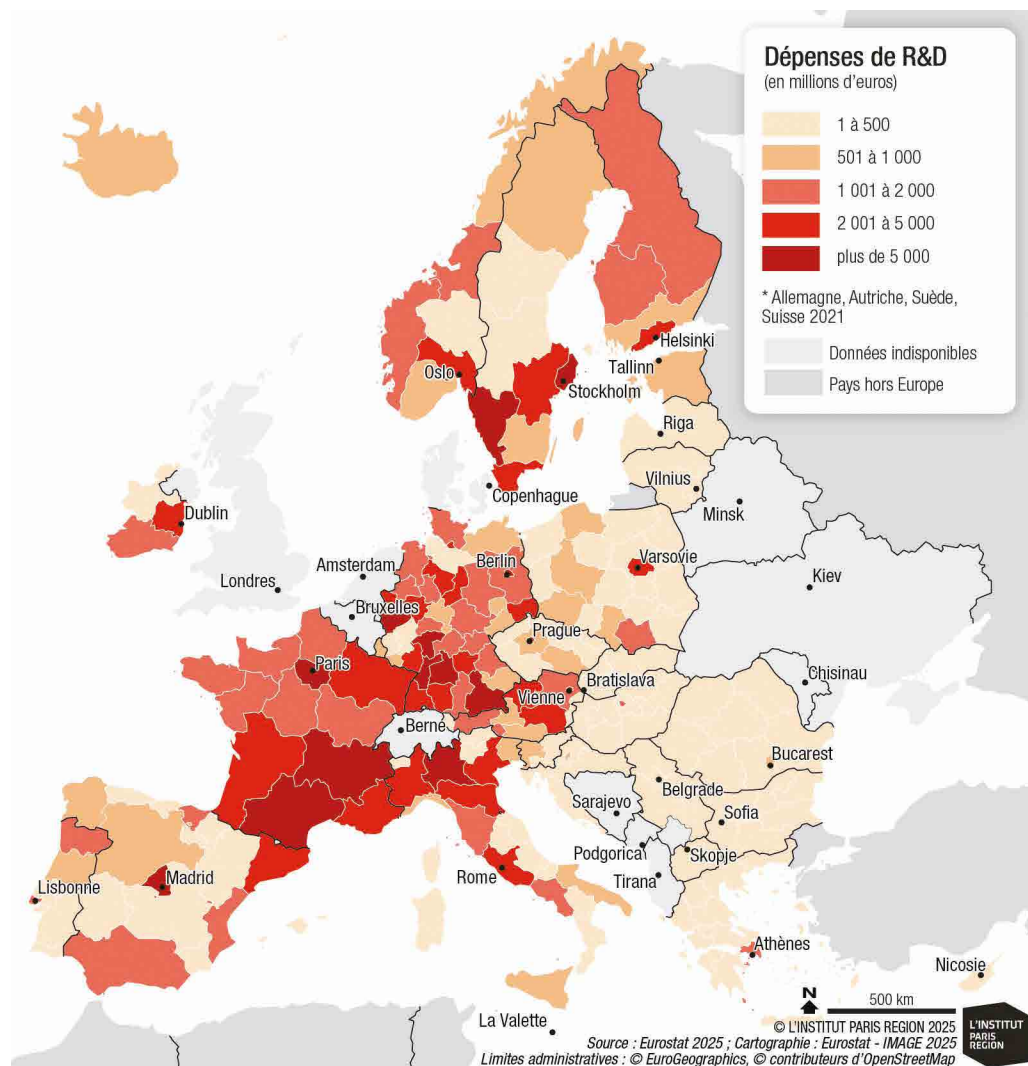 Dépenses de R&D
(en millions d'euros)
1 à 500
501 à 1 000
1 001 à 2 000
2 001 à 5 000
plus de 5 000
* Allemagne, Autriche, Suède,
Suisse 2021
Données indisponibles
Pays hors Europe
Helsinki
Oslo
Tallinn
Stockholm
Riga
Vilnius
Copenhague
Minsk
Dublin
Amsterdam
Berlin
Varsovie
Londres
Kiev
Bruxelles
Prague
Paris
Chisinau
Vienne
Bratislava
Berne
Bucarest
Belgrade
Sarajevo
Sofia
Podgorica
Skopje
Madrid
Rome
Tirana
Lisbonne
Athènes
Nicosie
N
500 km
La Valette
© L'INSTITUT PARIS REGION 2025
Source : Eurostat 2025 ; Cartographie : Eurostat - IMAGE 2025
Limites administratives : © EuroGeographics, © contributeurs d'OpenStreetMap
L'INSTITUT
PARIS
REGION